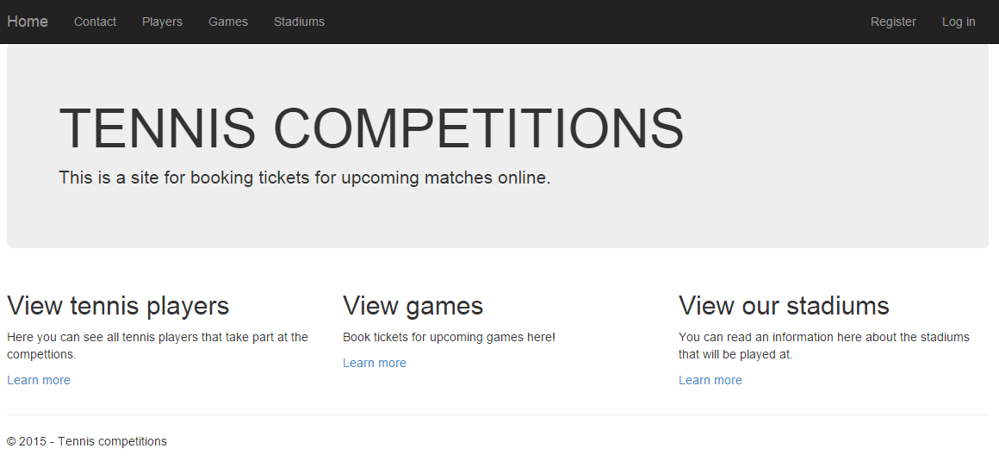 Home Contact Players Games Stadiums Register Log in
TENNIS COMPETITIONS
This is a site for booking tickets for upcoming matches online.
View tennis players
Here you can see all tennis players that take part at the
compettions.
Learn more
View games
Book tickets for upcoming games here!
Learn more
View our stadiums
You can read an information here about the stadiums
that will be played at.
Learn more
© 2015 - Tennis competitions